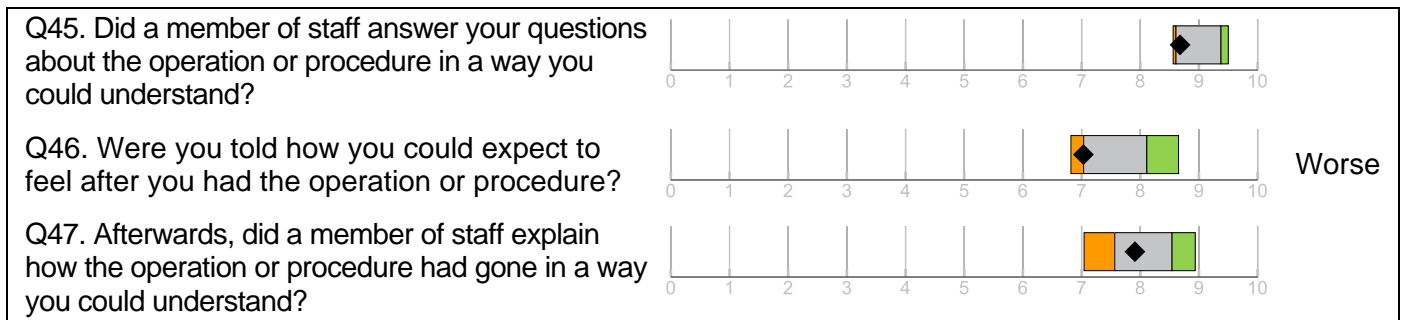 Q45. Did a member of staff answer your questions
about the operation or procedure in a way you
could understand?
0 1 2 3 4 5 6 7 8 9 10
Q46. Were you told how you could expect to
feel after you had the operation or procedure?
Worse
0 1 2 3 4 5 6 7 8 9 10
Q47. Afterwards, did a member of staff explain
how the operation or procedure had gone in a way
you could understand?
0 1 2 3 4 5 6 7 8 9 10